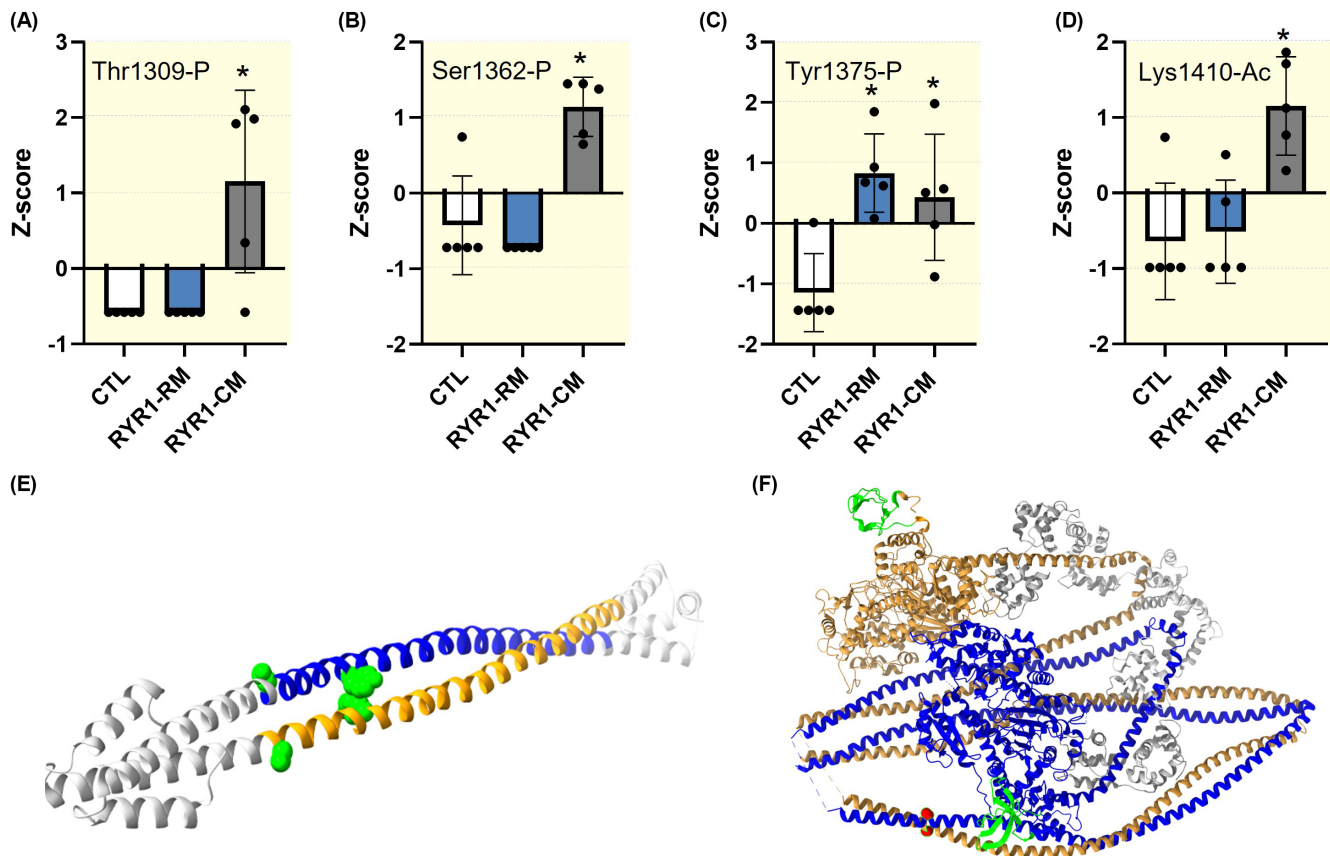 (A)
Thr1309-P
*
Z-score
3
2
1
0
-1
CTL
RYR1-RM
RYR1-CM
(B)
Ser1362-P
*
Z-score
2
1
0
-1
-2
CTL
RYR1-RM
RYR1-CM
(C)
Tyr1375-P
*
*
Z-score
3
2
1
0
-1
-2
CTL
RYR1-RM
RYR1-CM
(D)
*
Lys1410-Ac
Z-score
2
1
0
-1
-2
CTL
RYR1-RM
RYR1-CM
(E)
(F)